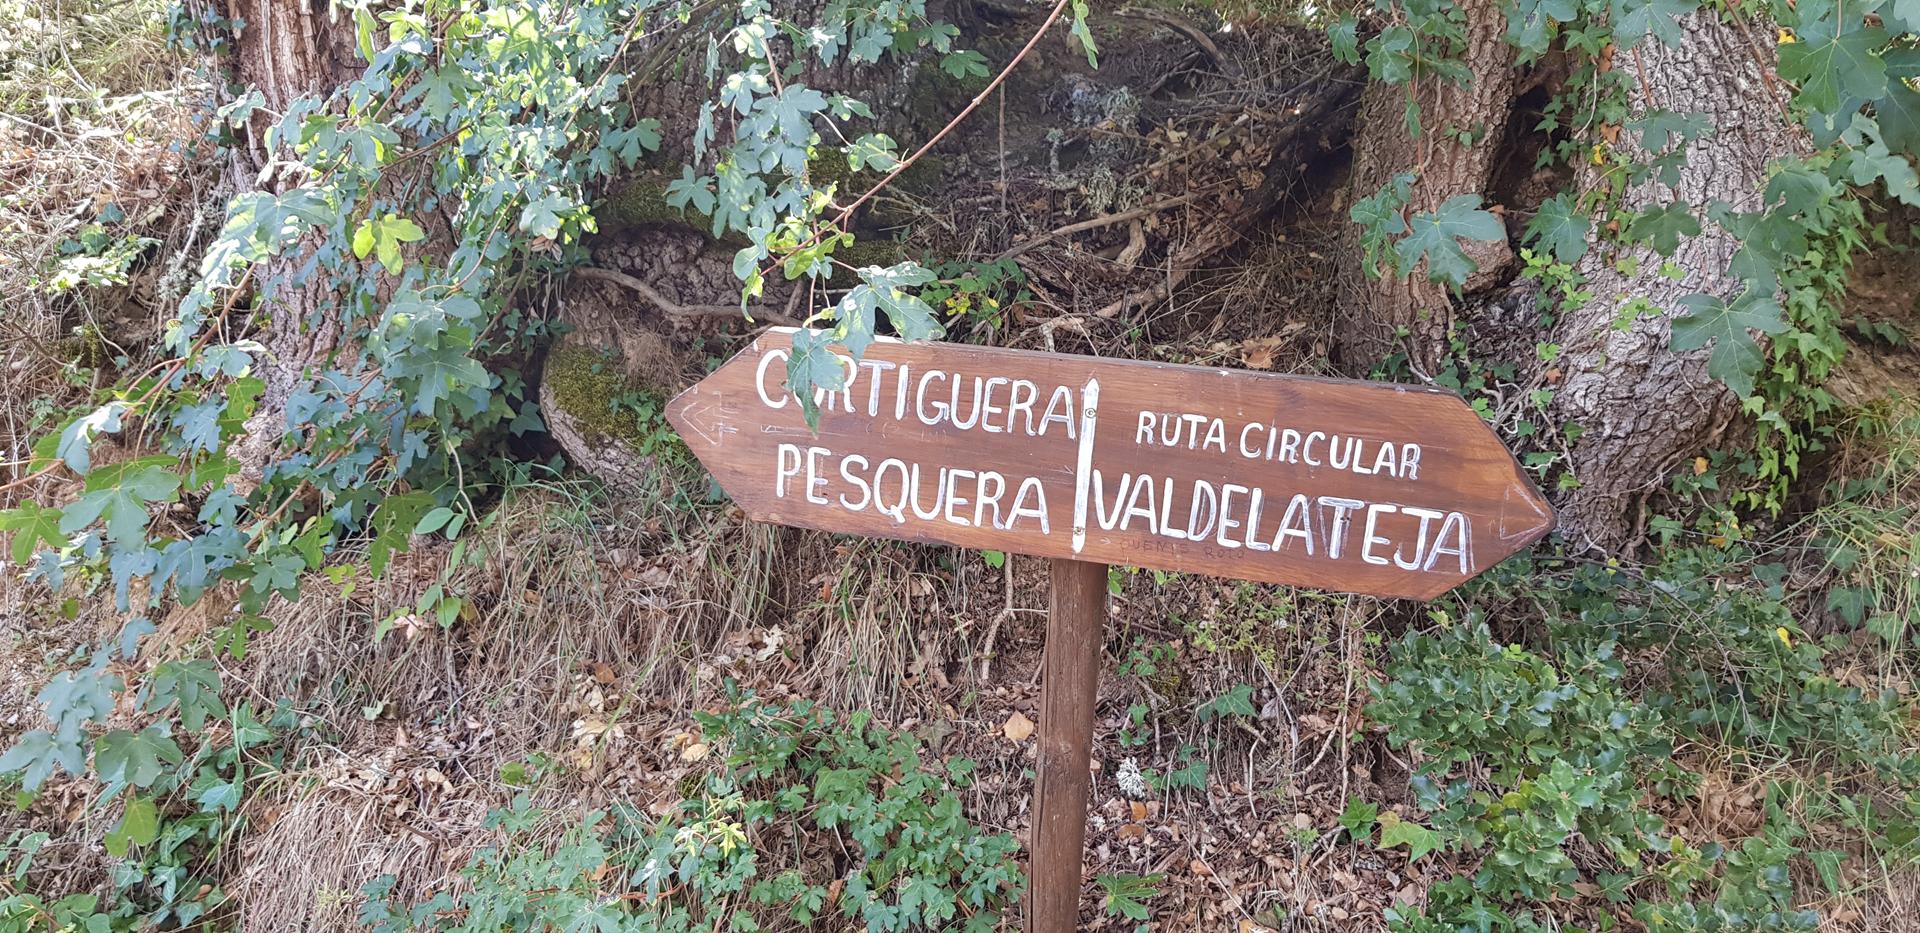 CORTIGUERA
PESQUERA
RUTA CIRCULAR
VALDELATEJA